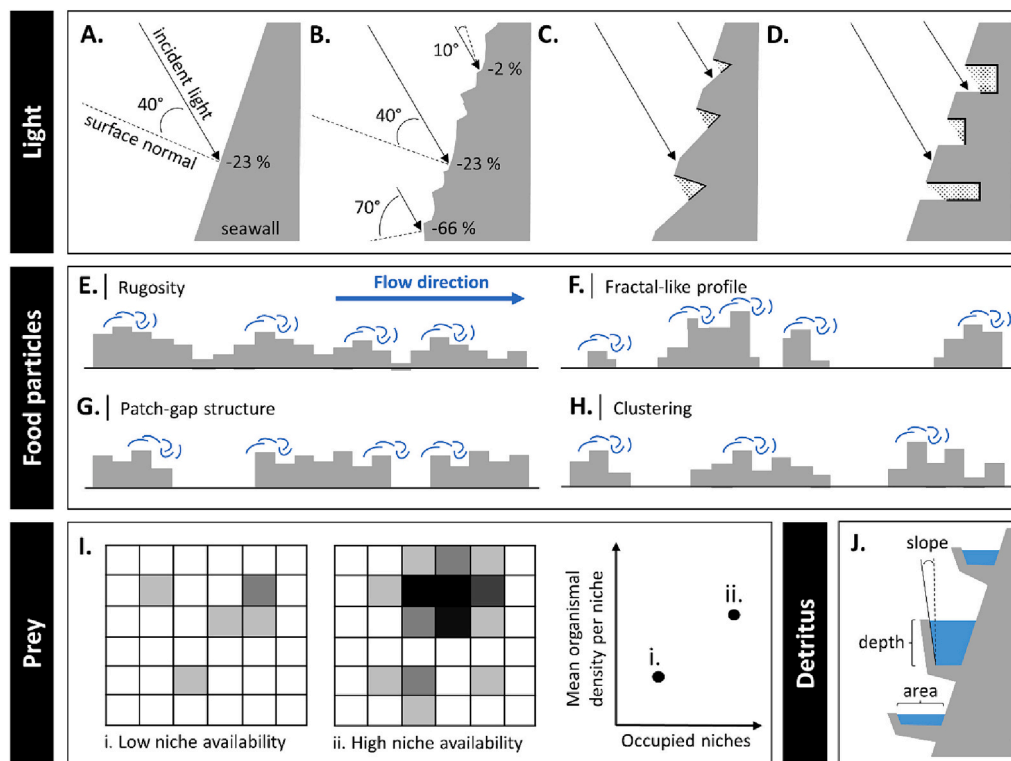 Light
A.
incident light
40°
surface normal
-23 %
seawall
B.
10°
-2 %
40°
-23 %
70°
-66 %
C.
D.
Food particles
E. | Rugosity
Flow direction
F. | Fractal-like profile
G. | Patch-gap structure
H. | Clustering
Prey
I.
i. Low niche availability
ii. High niche availability
Mean organismal
density per niche
i.
ii.
Occupied niches
Detritus
J.
slope
depth
area